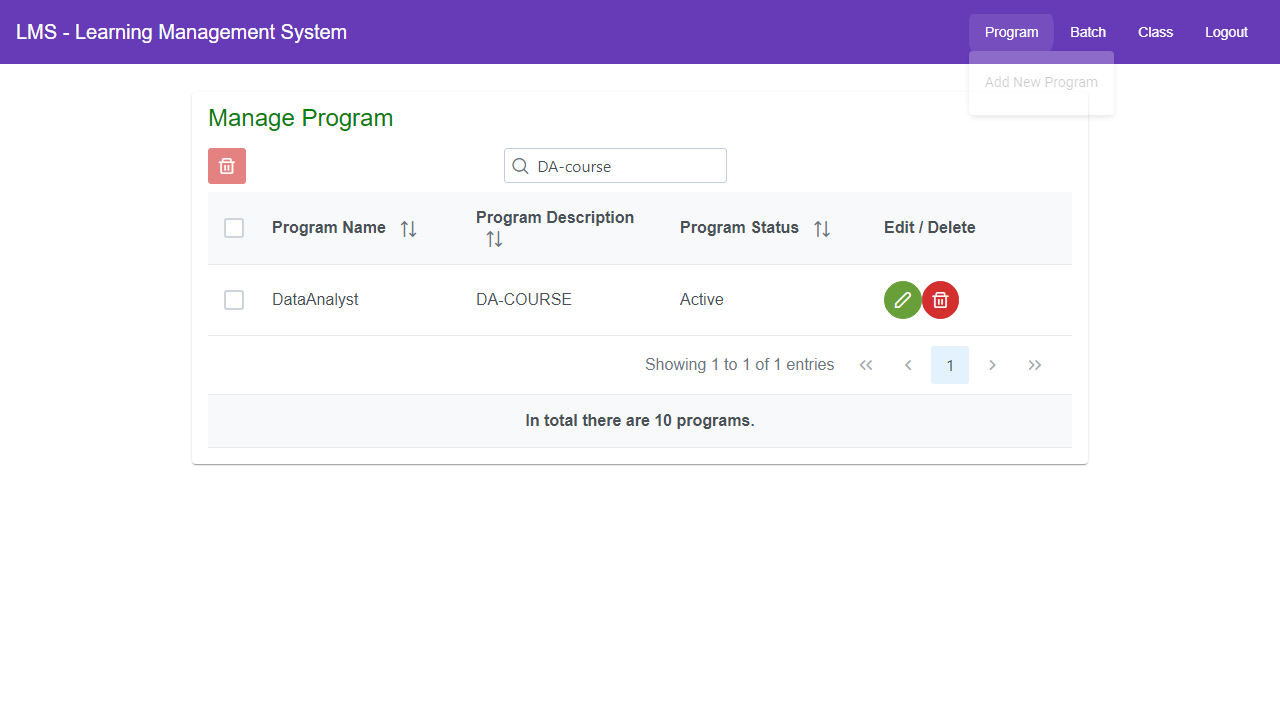 LMS - Learning Management System
Program Batch Class Logout
Add New Program
Manage Program
DA-course
Program Name Program Description Program Status Edit / Delete
DataAnalyst DA-COURSE Active
Showing 1 to 1 of 1 entries 1
In total there are 10 programs.